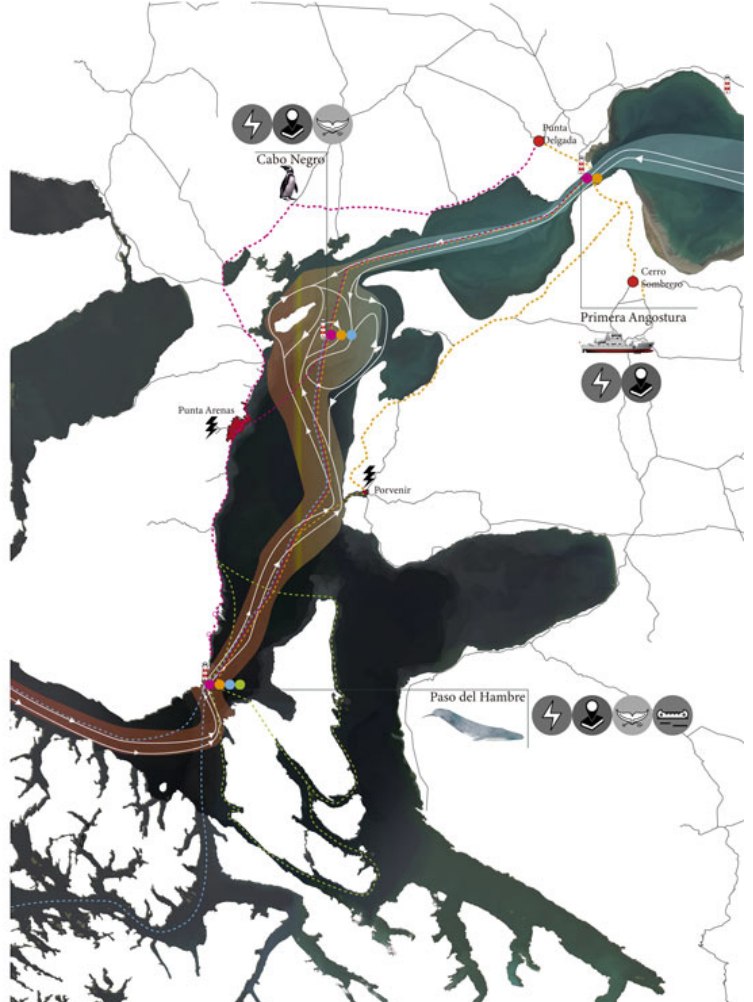 Punta
Delgada
Cabo Negro
Cerro
Sombrero
Primera Angostura
Punta Arenas
Porvenir
Paso del Hambre